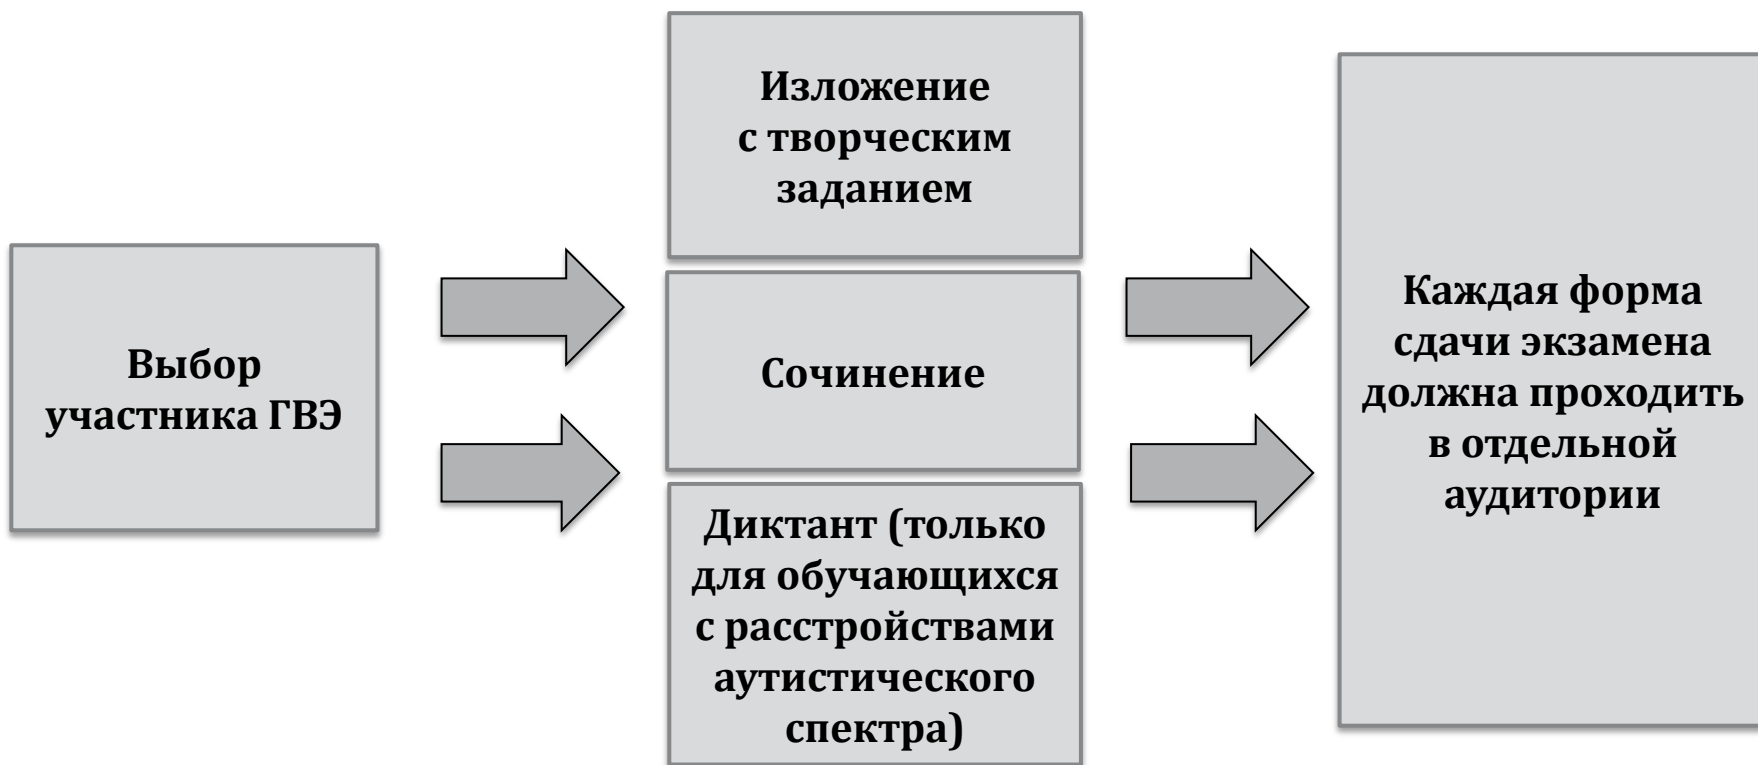 Выбор
участника ГВЭ
Изложение
с творческим
заданием
Сочинение
Диктант (только
для обучающихся
с расстройствами
аутистического
спектра)
Каждая форма
сдачи экзамена
должна проходить
в отдельной
аудитории